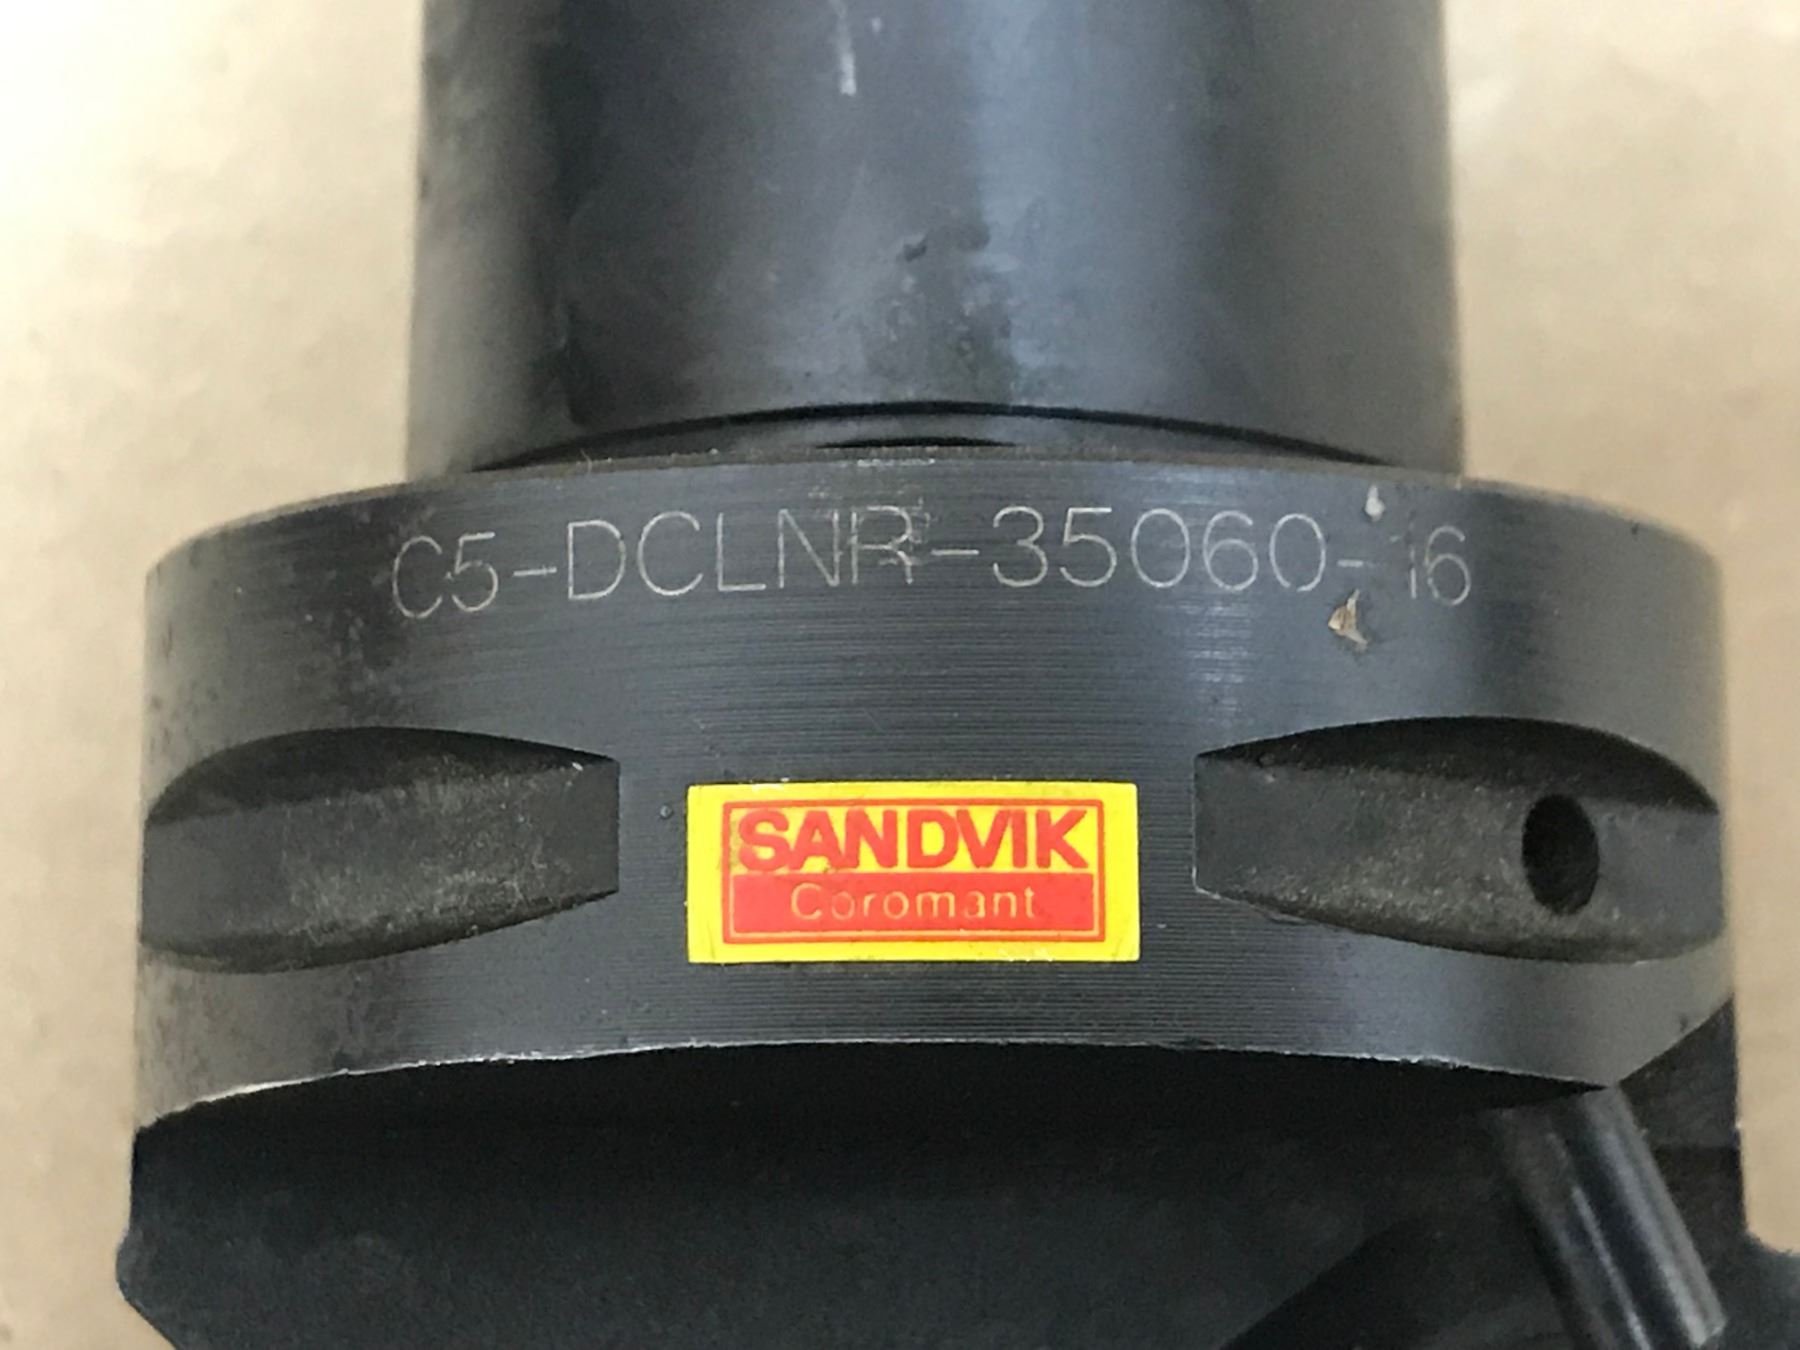 C5-DCLNR-35060-16
SANDVIK
Coromant